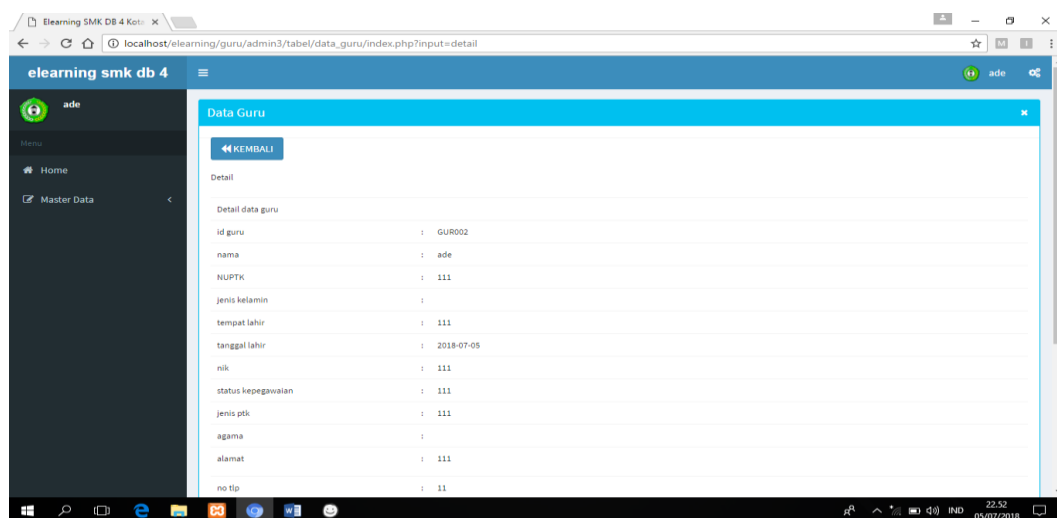 Elearning SMK DB 4 Kota
localhost/elearning/guru/admin3/tabel/data_guru/index.php?input=detail
elearning smk db 4
ade
ade
Data Guru
Menu
KEMBALI
Home
Detail
Master Data
Detail data guru
id guru : GUR002
nama : ade
NUPTK : 111
jenis kelamin :
tempat lahir : 111
tanggal lahir : 2018-07-05
nik : 111
status kepegawaian : 111
jenis ptk : 111
agama :
alamat : 111
no tlp : 11
IND
22.52
05/07/2018